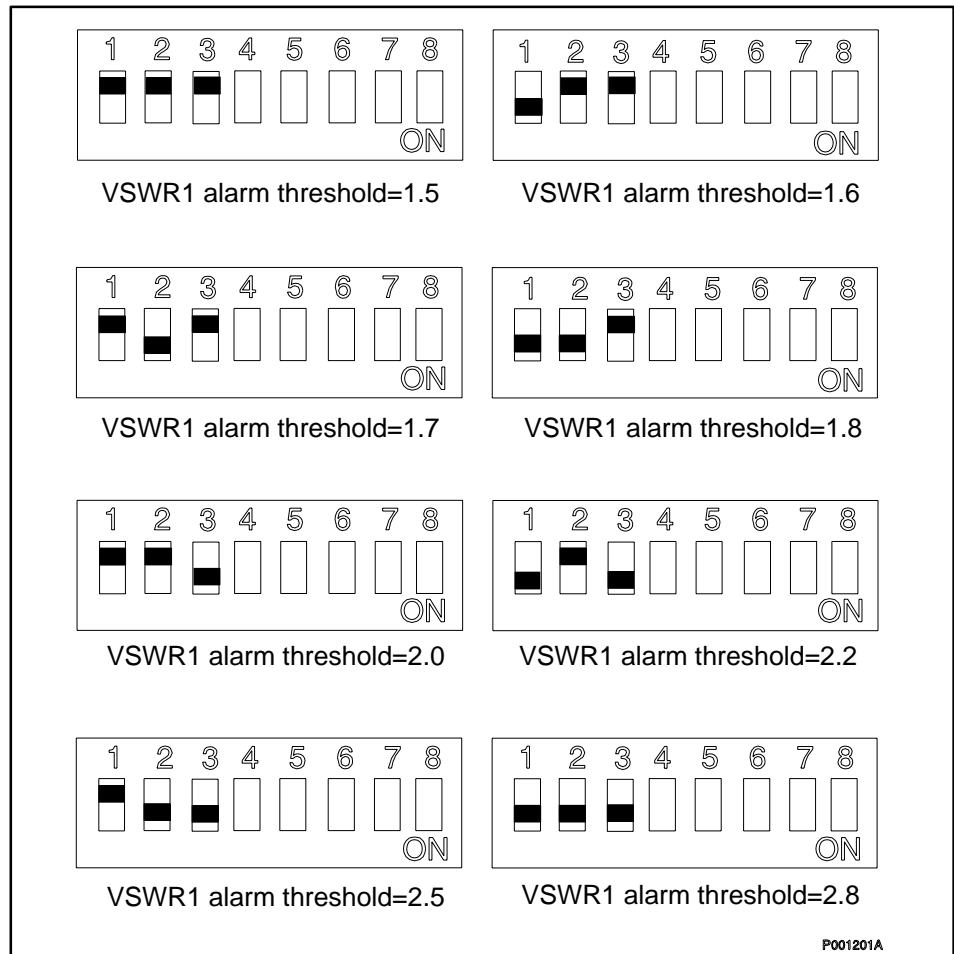 1 2 3 4 5 6 7 8
ON
VSWR1 alarm threshold=1.5
1 2 3 4 5 6 7 8
ON
VSWR1 alarm threshold=1.6
1 2 3 4 5 6 7 8
ON
VSWR1 alarm threshold=1.7
1 2 3 4 5 6 7 8
ON
VSWR1 alarm threshold=1.8
1 2 3 4 5 6 7 8
ON
VSWR1 alarm threshold=2.0
1 2 3 4 5 6 7 8
ON
VSWR1 alarm threshold=2.2
1 2 3 4 5 6 7 8
ON
VSWR1 alarm threshold=2.5
1 2 3 4 5 6 7 8
ON
VSWR1 alarm threshold=2.8
P001201A